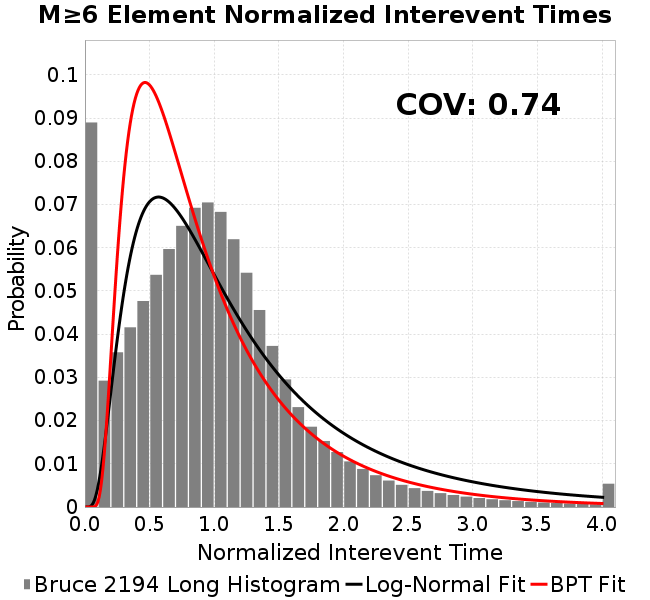 M≥6 Element Normalized Interevent Times
COV: 0.74
Probability
0.1
0.09
0.08
0.07
0.06
0.05
0.04
0.03
0.02
0.01
0
0.0 0.5 1.0 1.5 2.0 2.5 3.0 3.5 4.0
Normalized Interevent Time
Bruce 2194 Long Histogram Log-Normal Fit BPT Fit